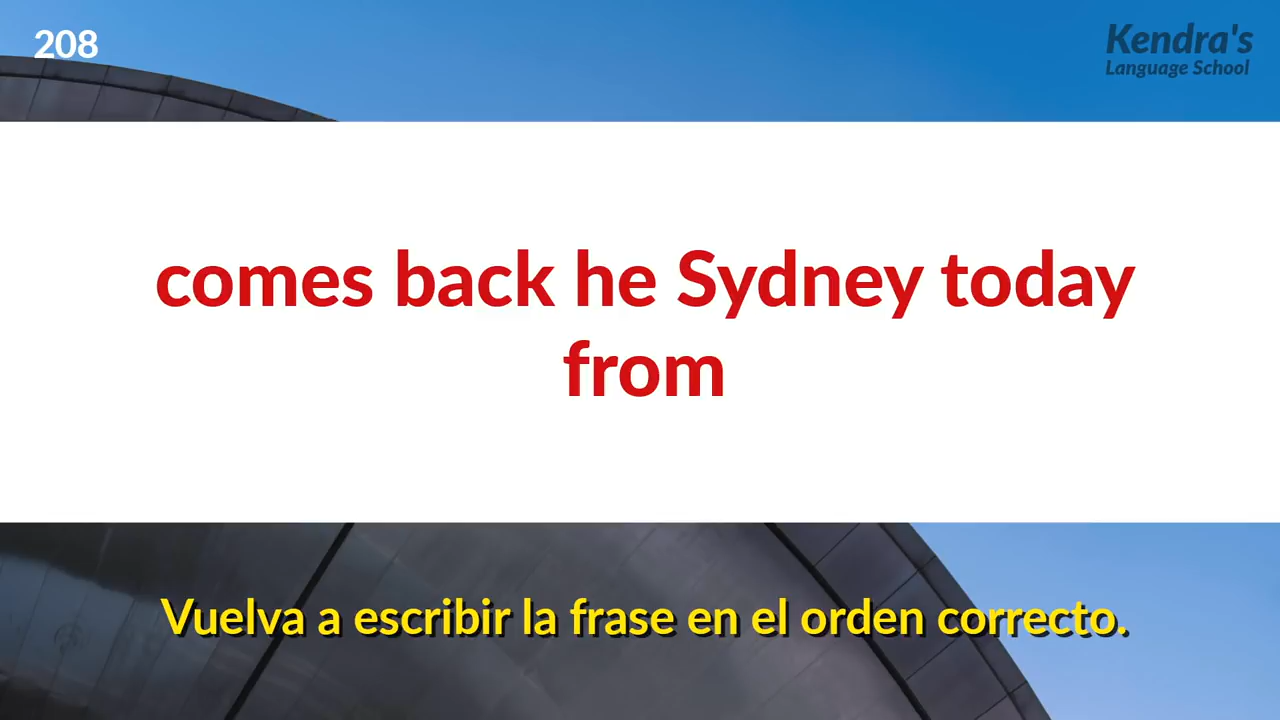 208
Kendra's
Language School
comes back he Sydney today
from
Vuelva a escribir la frase en el orden correcto.